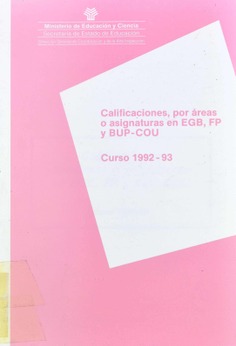 Ministerio de Educación y Ciencia
Secretaría de Estado de Educación
Calificaciones, por áreas
o asignaturas en EGB, FP
y BUP-COU
Curso 1992-93